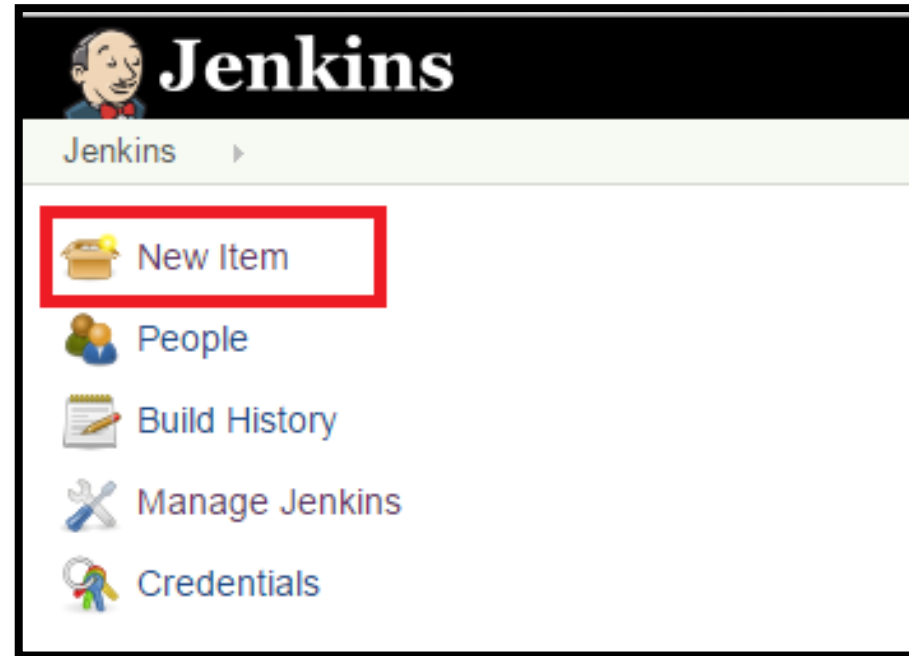 Jenkins
Jenkins
New Item
People
Build History
Manage Jenkins
Credentials